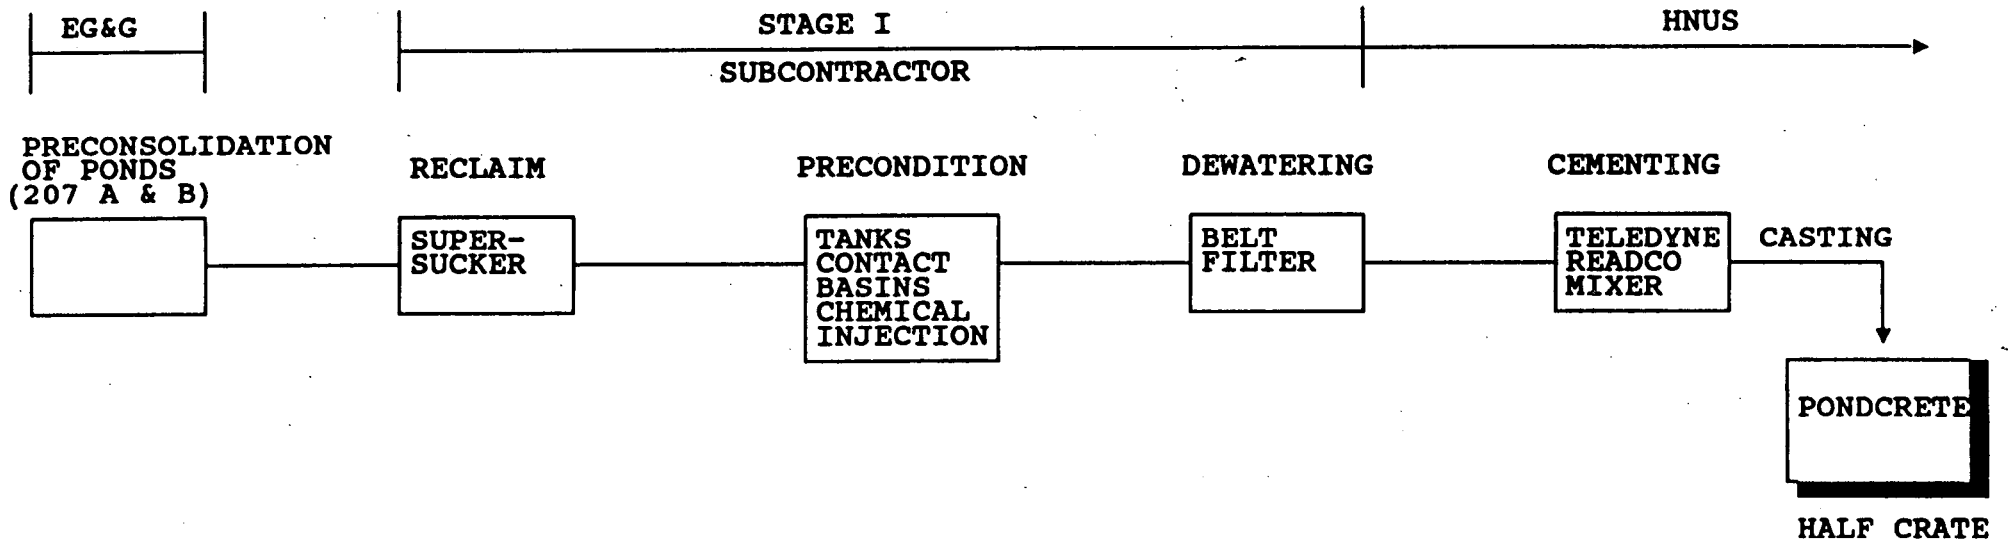 EG&G
STAGE I
SUBCONTRACTOR
HNUS
PRECONSOLIDATION
OF PONDS
(207 A & B)
RECLAIM
SUPER-
SUCKER
PRECONDITION
TANKS
CONTACT
BASINS
CHEMICAL
INJECTION
DEWATERING
BELT
FILTER
CEMENTING
TELEDYNE
READCO
MIXER
CASTING
PONDCRETE
HALF CRATE